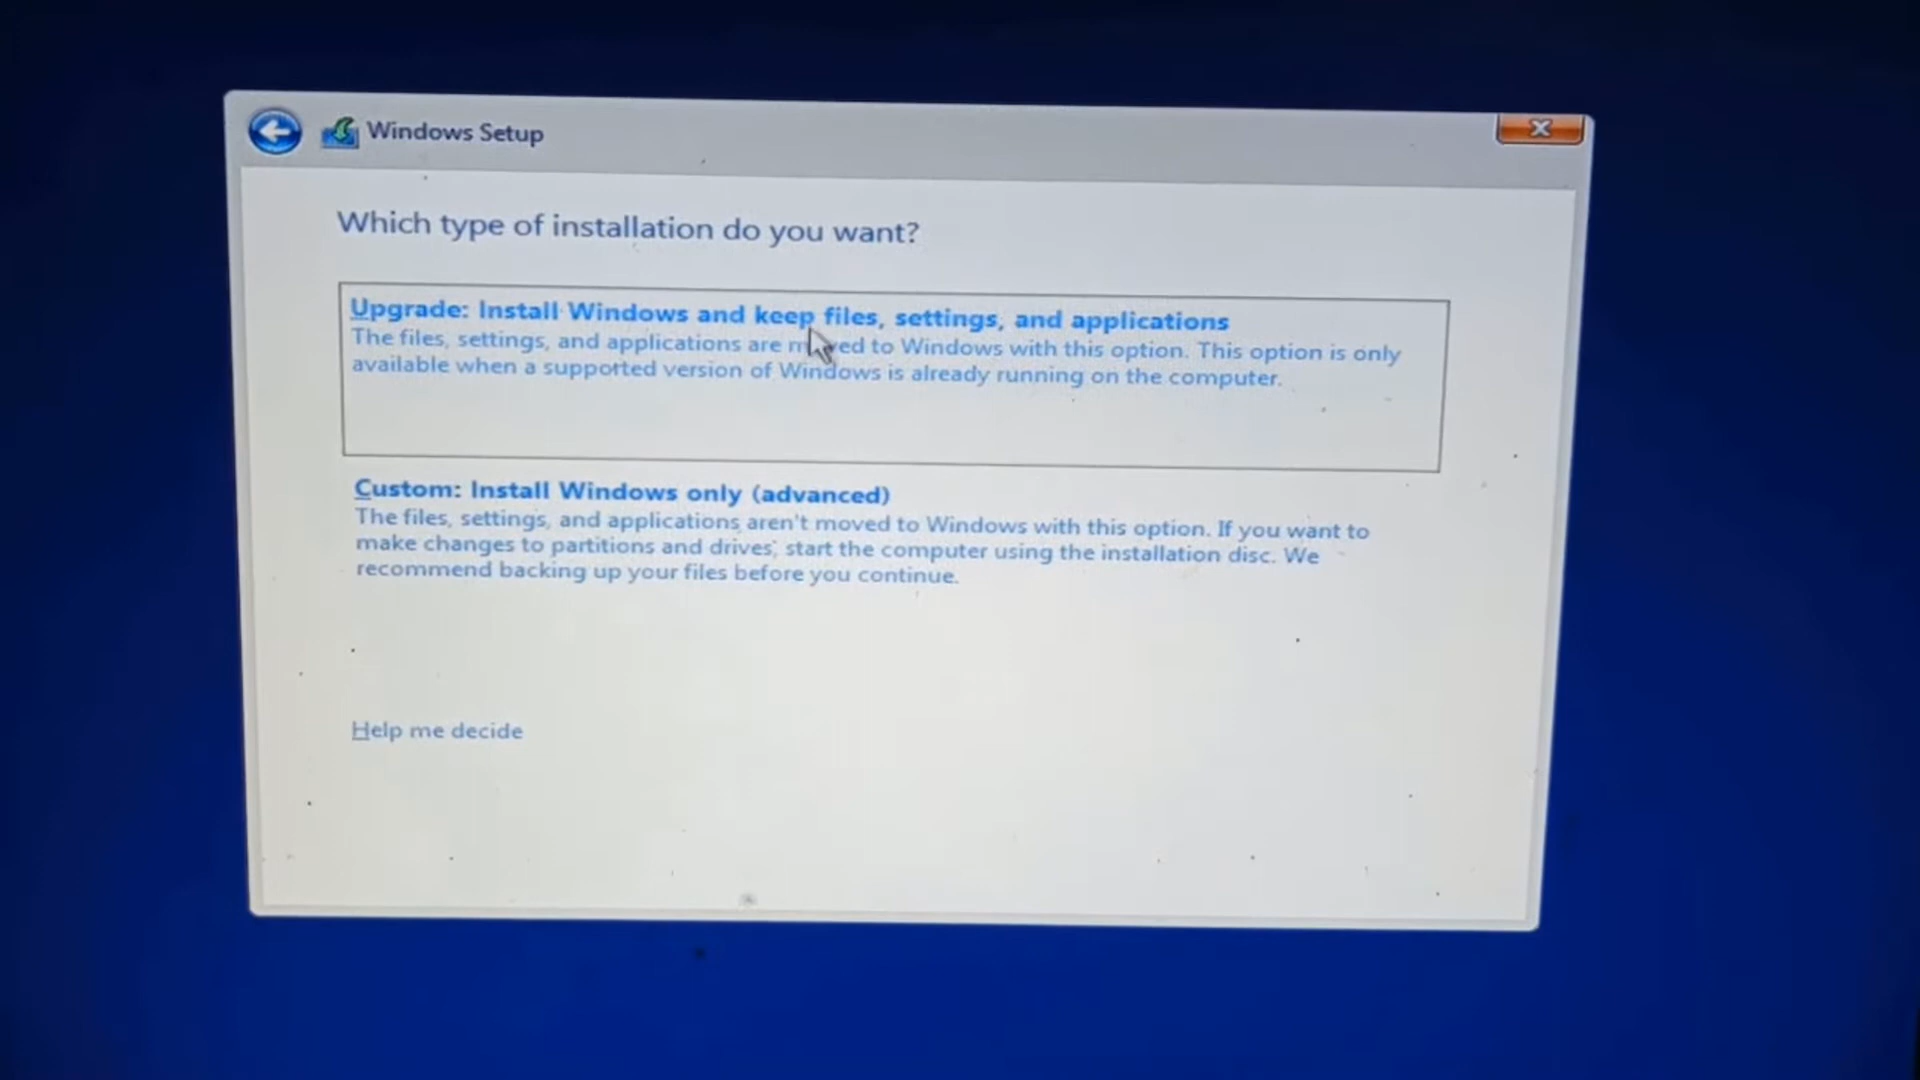 Windows Setup
Which type of installation do you want?
Upgrade: Install Windows and keep files, settings, and applications
The files, settings, and applications are moved to Windows with this option. This option is only
available when a supported version of Windows is already running on the computer.
Custom: Install Windows only (advanced)
The files, settings, and applications aren't moved to Windows with this option. If you want to
make changes to partitions and drives, start the computer using the installation disc. We
recommend backing up your files before you continue.
Help me decide